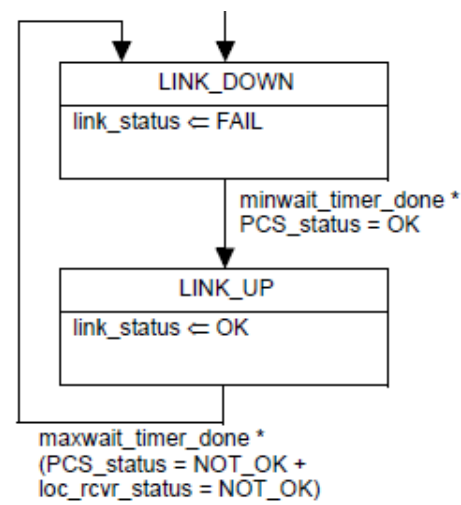 LINK_DOWN
link_status ⇐ FAIL
minwait_timer_done *
PCS_status = OK
LINK_UP
link_status ⇐ OK
maxwait_timer_done *
(PCS_status = NOT_OK +
loc_rcvr_status = NOT_OK)